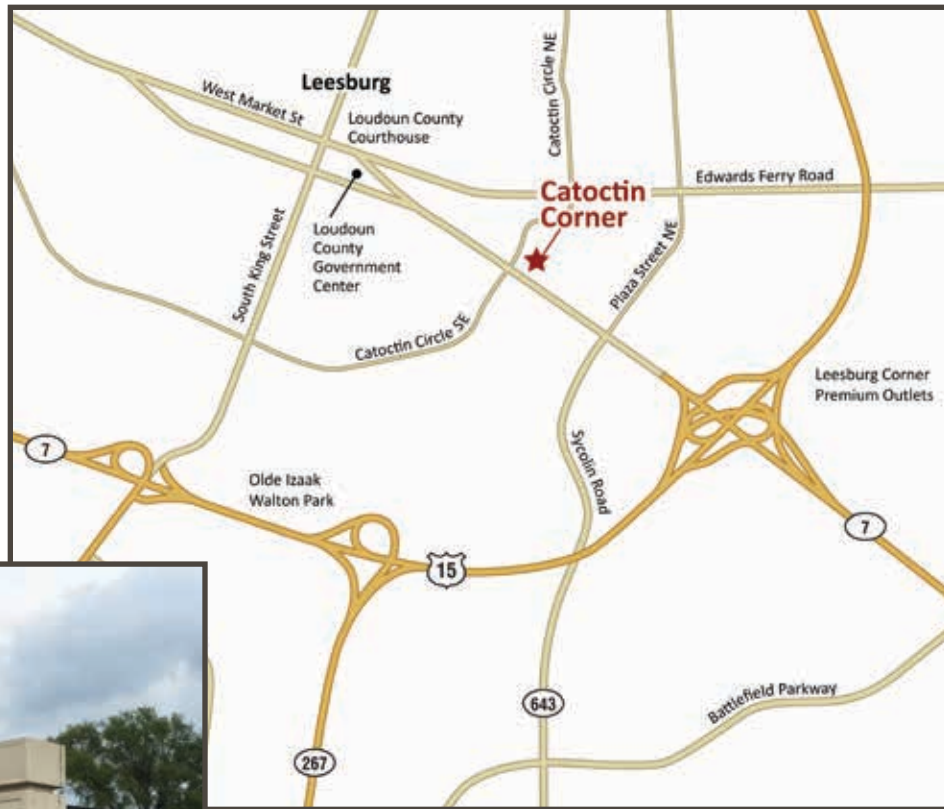 Leesburg
West Market St
Loudoun County
Courthouse
Catoctin Circle NE
Edwards Ferry Road
Catoctin
Corner
Loudoun
County
Government
Center
South King Street
Plaza Street NE
Catoctin Circle SE
Leesburg Corner
Premium Outlets
7
Olde Izaak
Walton Park
Sycolin Road
7
15
643
Battlefield Parkway
267